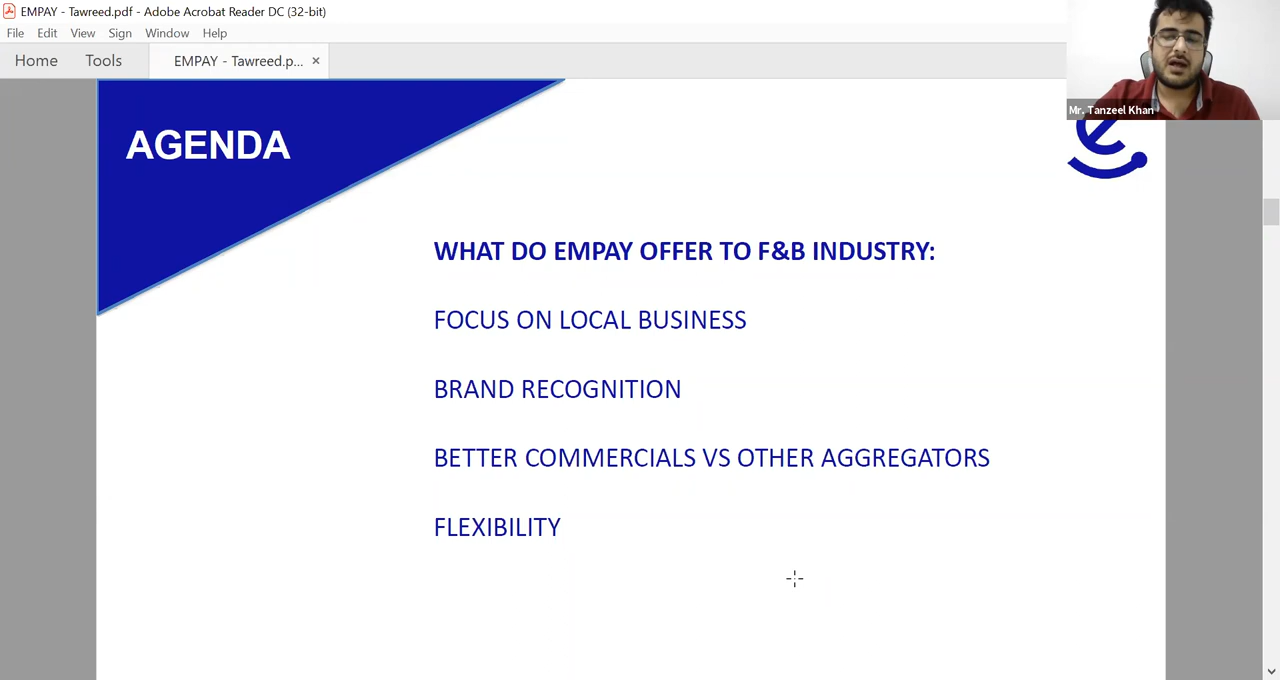 EMPAY - Tawreed.pdf - Adobe Acrobat Reader DC (32-bit)
File Edit View Sign Window Help
Home Tools EMPAY - Tawreed.p... ×
Mr. Tanzeel Khan
AGENDA
e
WHAT DO EMPAY OFFER TO F&B INDUSTRY:
FOCUS ON LOCAL BUSINESS
BRAND RECOGNITION
BETTER COMMERCIALS VS OTHER AGGREGATORS
FLEXIBILITY